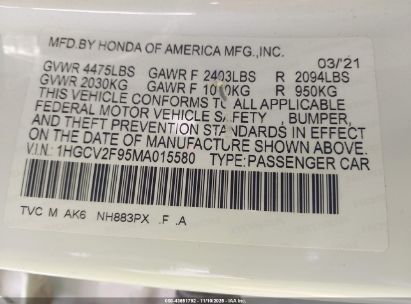 MFD.BY HONDA OF AMERICA MFG.,INC.
03/'21
GVWR 4475LBS GAWR F 2403LBS R 2094LBS
GVWR 2030KG GAWR F KG R 950KG
THIS VEHICLE CONFORMS TO ALL APPLICABLE
FEDERAL MOTOR VEHICLE SAFETY , BUMPER,
AND THEFT PREVENTION STANDARDS IN EFFECT
ON THE DATE OF MANUFACTURE SHOWN ABOVE.
V.I.N: 1HGCV2F95MA015580 TYPE:PASSENGER CAR
TVC M AK6 NH883PX .F .A